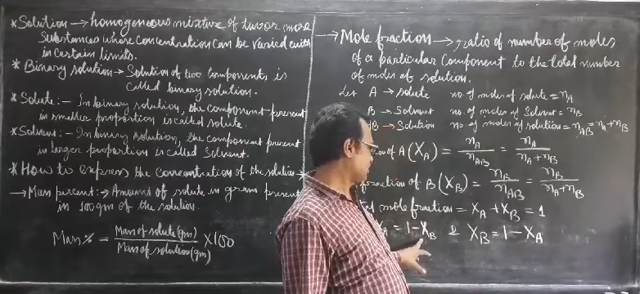 *Solution → homogeneous mixture of two or more
substances whose concentration can be varied with
in certain limits.
*Binary solution → Solution of two components is
called binary solution.
*Solute:- In binary solution, the component present
in smaller proportion is called solute.
*Solvent:- In binary solution, the component present
in larger proportion is called Solvent.
*How to express the concentration of the solution
→ Mass percent:- Amount of solute in gram present
in 100gm of the solution.
Mass% = Mass of solute(gm) / Mass of solution(gm) ×100
→ Mole fraction → ratio of number of moles
of a particular component to the total number
of moles of solution.
Let A → solute no. of moles of solute = nA
B → Solvent no. of moles of Solvent = nB
B → Solution no. of moles of solution = nAB = nA + nB
of A (XA) = nA / nAB = nA / nA + nB
fraction of B (XB) = nB / nAB = nB / nA + nB
mole fraction = XA + XB = 1
A = 1 - XB & XB = 1 - XA